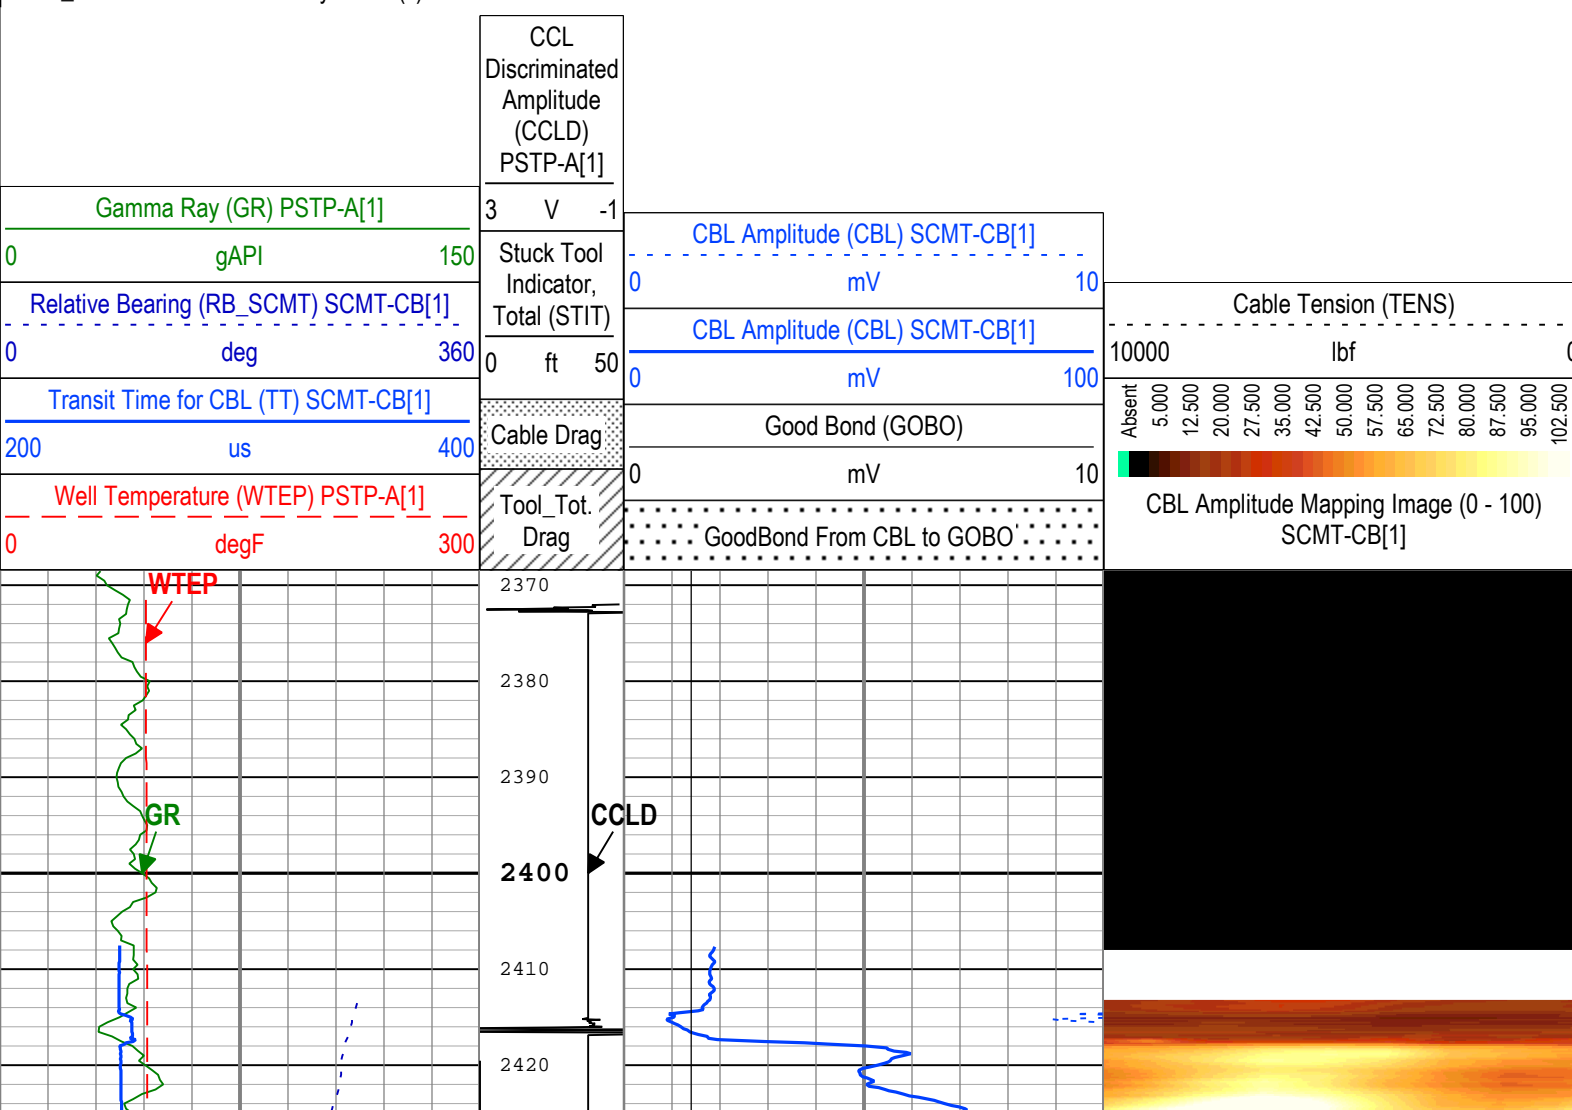 CCL
Discriminated
Amplitude
(CCLD)
PSTP-A[1]
3 V -1
Stuck Tool
Indicator,
Total (STIT)
0 ft 50
Cable Drag
Tool_Tot.
Drag
Gamma Ray (GR) PSTP-A[1]
0 gAPI 150
Relative Bearing (RB_SCMT) SCMT-CB[1]
0 deg 360
Transit Time for CBL (TT) SCMT-CB[1]
200 us 400
Well Temperature (WTEP) PSTP-A[1]
0 degF 300
CBL Amplitude (CBL) SCMT-CB[1]
0 mV 10
CBL Amplitude (CBL) SCMT-CB[1]
0 mV 100
Good Bond (GOBO)
0 mV 10
GoodBond From CBL to GOBO
Cable Tension (TENS)
10000 lbf 0
Absent
5.000
12.500
20.000
27.500
35.000
42.500
50.000
57.500
65.000
72.500
80.000
87.500
95.000
102.500
CBL Amplitude Mapping Image (0 - 100)
SCMT-CB[1]
WTEP
GR
CCLD
2370
2380
2390
2400
2410
2420